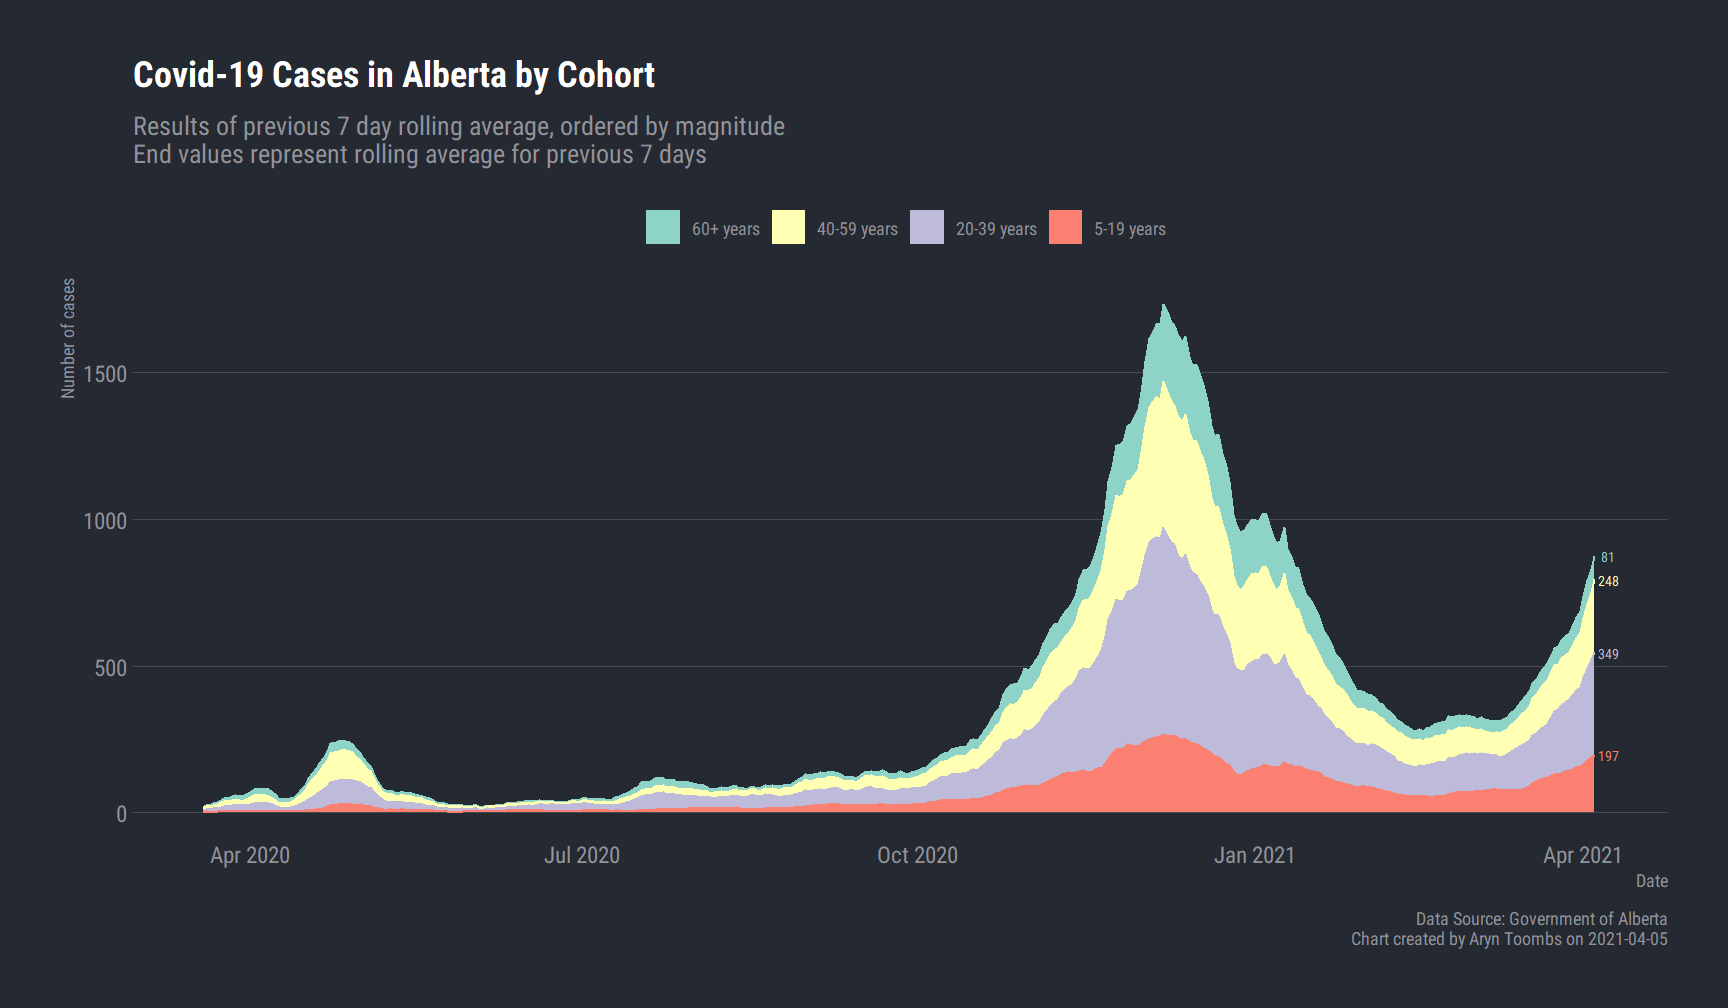 Covid-19 Cases in Alberta by Cohort
Results of previous 7 day rolling average, ordered by magnitude
End values represent rolling average for previous 7 days
60+ years
40-59 years
20-39 years
5-19 years
Number of cases
1500
1000
500
0
81
248
349
197
Apr 2020
Jul 2020
Oct 2020
Jan 2021
Apr 2021
Date
Data Source: Government of Alberta
Chart created by Aryn Toombs on 2021-04-05